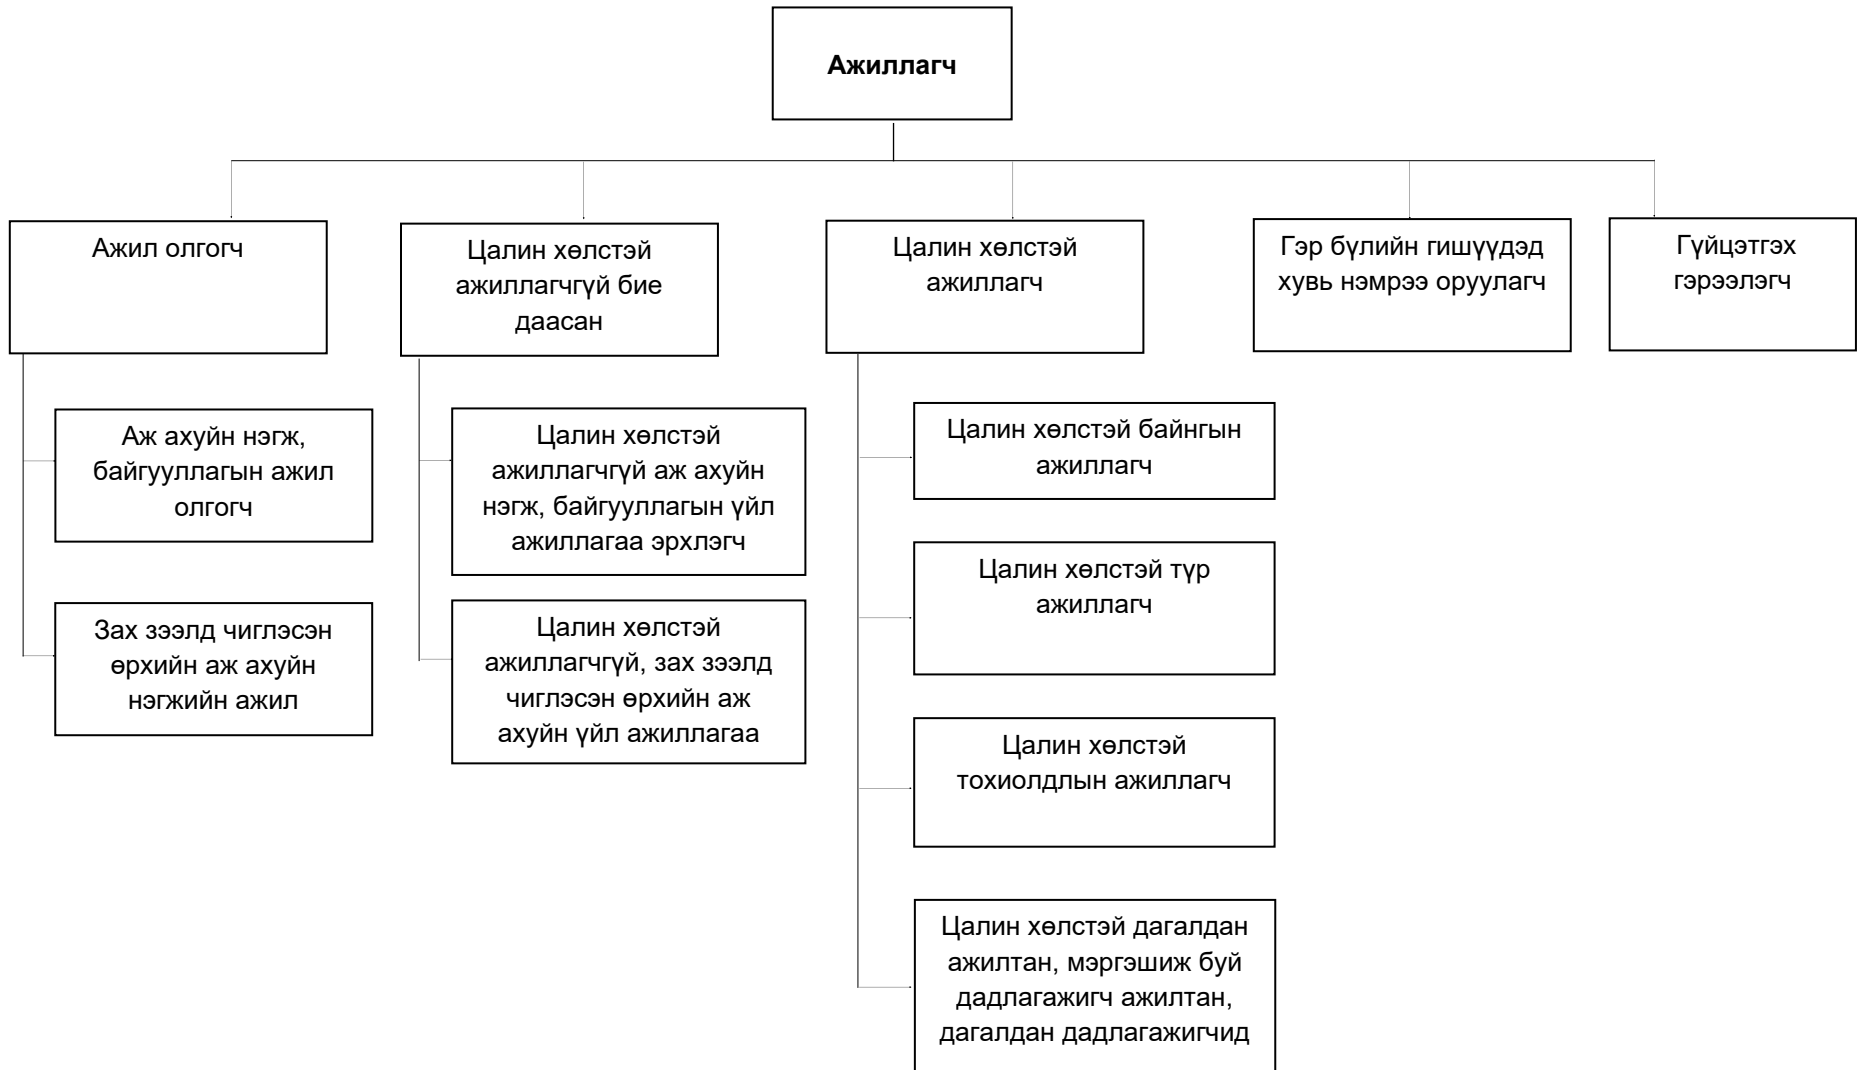 Ажиллагч
Ажил олгогч
Цалин хөлстэй
ажиллагчгүй бие
даасан
Цалин хөлстэй
ажиллагч
Гэр бүлийн гишүүдэд
хувь нэмрээ оруулагч
Гүйцэтгэх
гэрээлэгч
Аж ахуйн нэгж,
байгууллагын ажил
олгогч
Зах зээлд чиглэсэн
өрхийн аж ахуйн
нэгжийн ажил
Цалин хөлстэй
ажиллагчгүй аж ахуйн
нэгж, байгууллагын үйл
ажиллагаа эрхлэгч
Цалин хөлстэй
ажиллагчгүй, зах зээлд
чиглэсэн өрхийн аж
ахуйн үйл ажиллагаа
Цалин хөлстэй байнгын
ажиллагч
Цалин хөлстэй түр
ажиллагч
Цалин хөлстэй
тохиолдлын ажиллагч
Цалин хөлстэй дагалдан
ажилтан, мэргэшиж буй
дадлагажигч ажилтан,
дагалдан дадлагажигчид